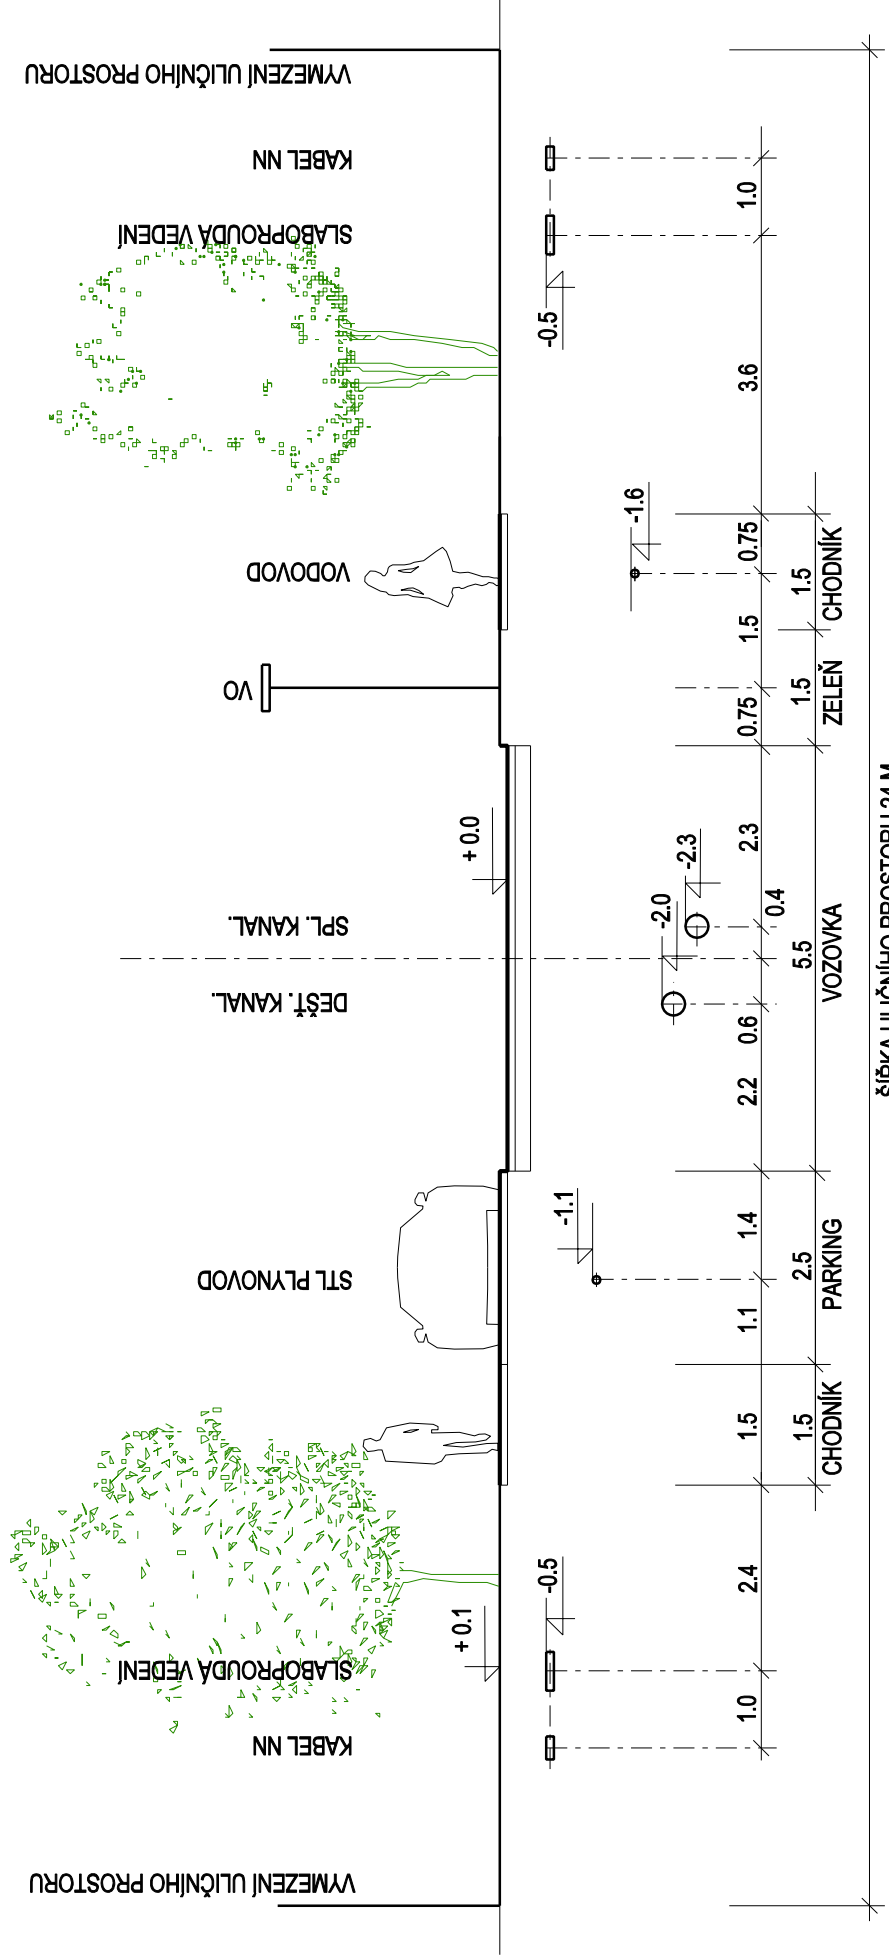 VYMEZENÍ ULIČNÍHO PROSTORU
KABEL NN
SLABOPROUDÁ VEDENÍ
STL PLYNOVOD
DEŠŤ. KANAL.
SPL. KANAL.
VO
VODOVOD
SLABOPROUDÁ VEDENÍ
KABEL NN
VYMEZENÍ ULIČNÍHO PROSTORU
+ 0.1
+ 0.0
-0.5
-1.1
-2.0
-2.3
-1.6
-0.5
1.0
2.4
1.5
1.1
1.4
2.2
0.6
0.4
2.3
0.75
1.5
0.75
3.6
1.0
1.5
2.5
5.5
1.5
1.5
CHODNÍK
PARKING
VOZOVKA
ZELEŇ
CHODNÍK
ŠÍŘKA ULIČNÍHO PROSTORU 24 M